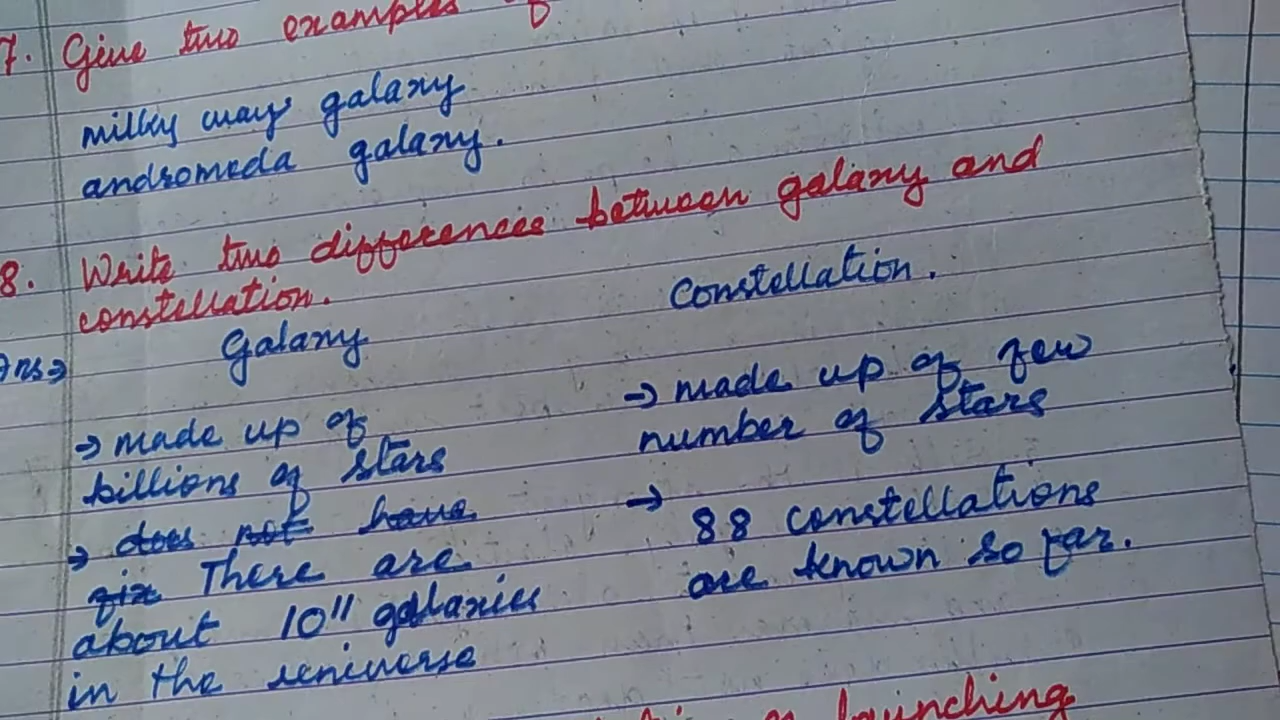 7. Give two examples of
milky way galaxy
andromeda galaxy.
8. Write two differences between galaxy and
constellation.
Ans→ Galaxy Constellation.
→ made up of
billions of stars
→ does not have
fix There are
about 10¹¹ galaxies
in the universe
→ made up of few
number of stars
→ 88 constellations
are known so far.
launching